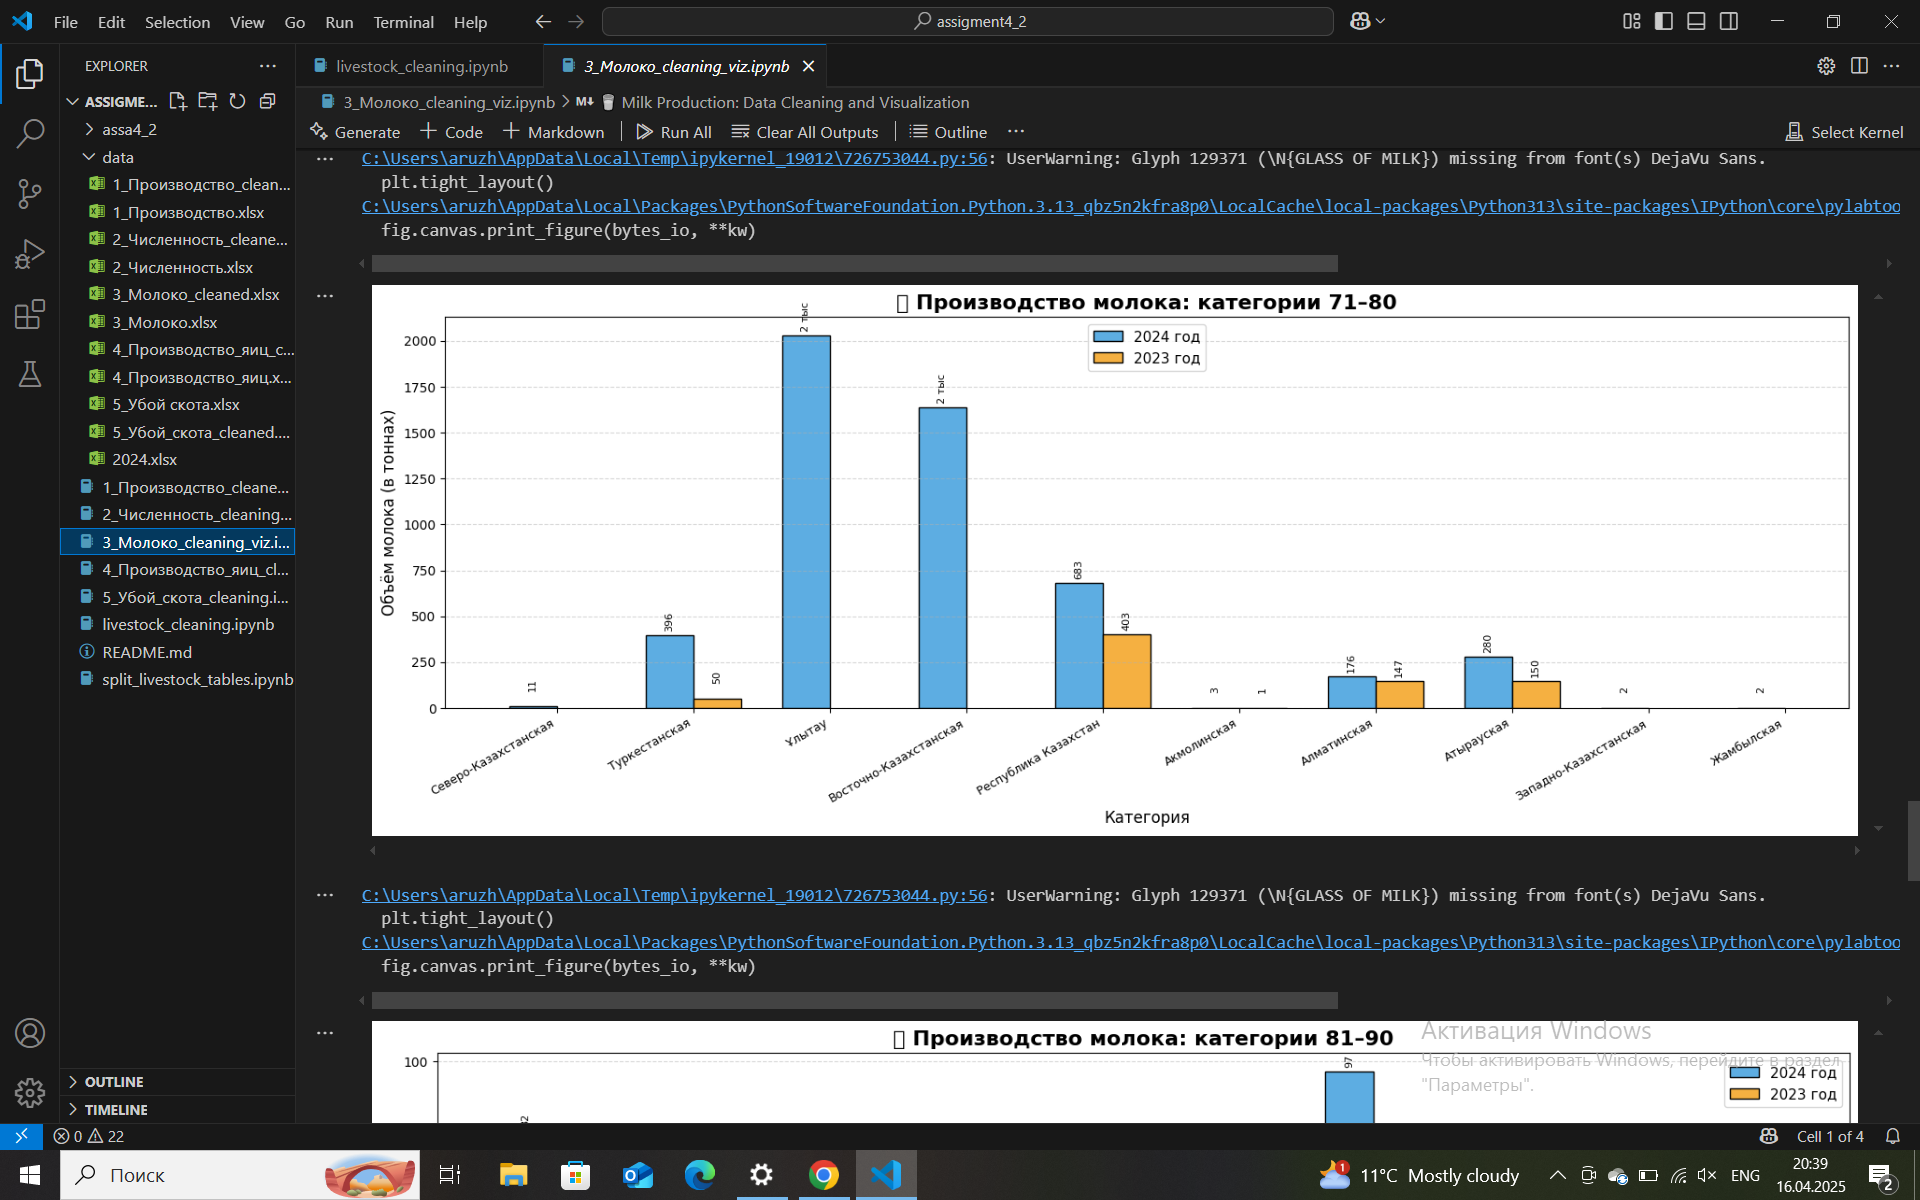 File Edit Selection View Go Run Terminal Help
assigment4_2
EXPLORER
ASSIGME...
assa4_2
data
1_Производство_clean...
1_Производство.xlsx
2_Численность_cleane...
2_Численность.xlsx
3_Молоко_cleaned.xlsx
3_Молоко.xlsx
4_Производство_яиц_c...
4_Производство_яиц.x...
5_Убой скота.xlsx
5_Убой_скота_cleaned....
2024.xlsx
1_Производство_cleane...
2_Численность_cleaning...
3_Молоко_cleaning_viz.i...
4_Производство_яиц_cl...
5_Убой_скота_cleaning.i...
livestock_cleaning.ipynb
README.md
split_livestock_tables.ipynb
OUTLINE
TIMELINE
livestock_cleaning.ipynb
3_Молоко_cleaning_viz.ipynb
3_Молоко_cleaning_viz.ipynb > M↓ Milk Production: Data Cleaning and Visualization
Generate + Code + Markdown Run All Clear All Outputs Outline ...
Select Kernel
C:\Users\aruzh\AppData\Local\Temp\ipykernel_19012\726753044.py:56: UserWarning: Glyph 129371 (\N{GLASS OF MILK}) missing from font(s) DejaVu Sans.
plt.tight_layout()
C:\Users\aruzh\AppData\Local\Packages\PythonSoftwareFoundation.Python.3.13_qbz5n2kfra8p0\LocalCache\local-packages\Python313\site-packages\IPython\core\pylabtoo
fig.canvas.print_figure(bytes_io, **kw)
Производство молока: категории 71–80
2024 год
2023 год
Объём молока (в тоннах)
2000
1750
1500
1250
1000
750
500
250
0
11
396
50
2 тыс
2 тыс
683
403
3
1
176
147
280
150
2
2
Северо-Казахстанская
Туркестанская
Ұлытау
Восточно-Казахстанская
Республика Казахстан
Акмолинская
Алматинская
Атырауская
Западно-Казахстанская
Жамбылская
Категория
C:\Users\aruzh\AppData\Local\Temp\ipykernel_19012\726753044.py:56: UserWarning: Glyph 129371 (\N{GLASS OF MILK}) missing from font(s) DejaVu Sans.
plt.tight_layout()
C:\Users\aruzh\AppData\Local\Packages\PythonSoftwareFoundation.Python.3.13_qbz5n2kfra8p0\LocalCache\local-packages\Python313\site-packages\IPython\core\pylabtoo
fig.canvas.print_figure(bytes_io, **kw)
Производство молока: категории 81–90
100
97
2024 год
2023 год
Активация Windows
Чтобы активировать Windows, перейдите в раздел
"Параметры".
0 22
Cell 1 of 4
Поиск
1
11°C Mostly cloudy
ENG
20:39
16.04.2025
2